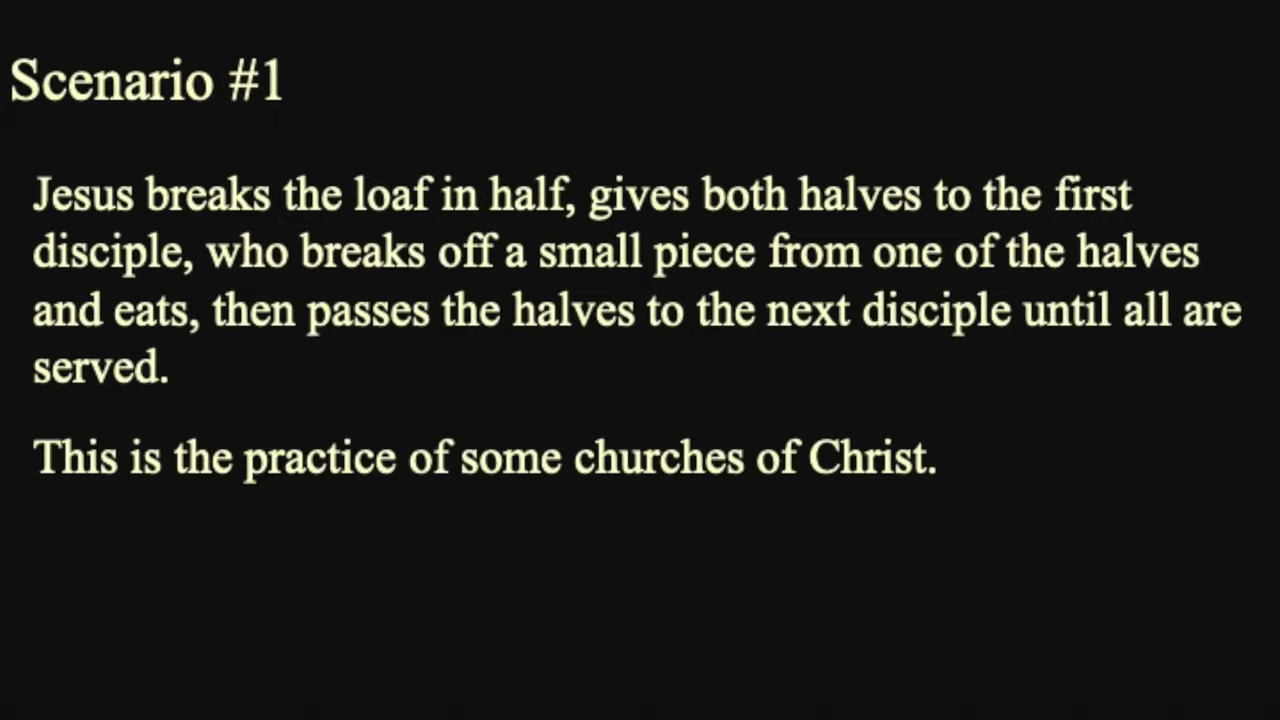 Scenario #1
Jesus breaks the loaf in half, gives both halves to the first
disciple, who breaks off a small piece from one of the halves
and eats, then passes the halves to the next disciple until all are
served.
This is the practice of some churches of Christ.